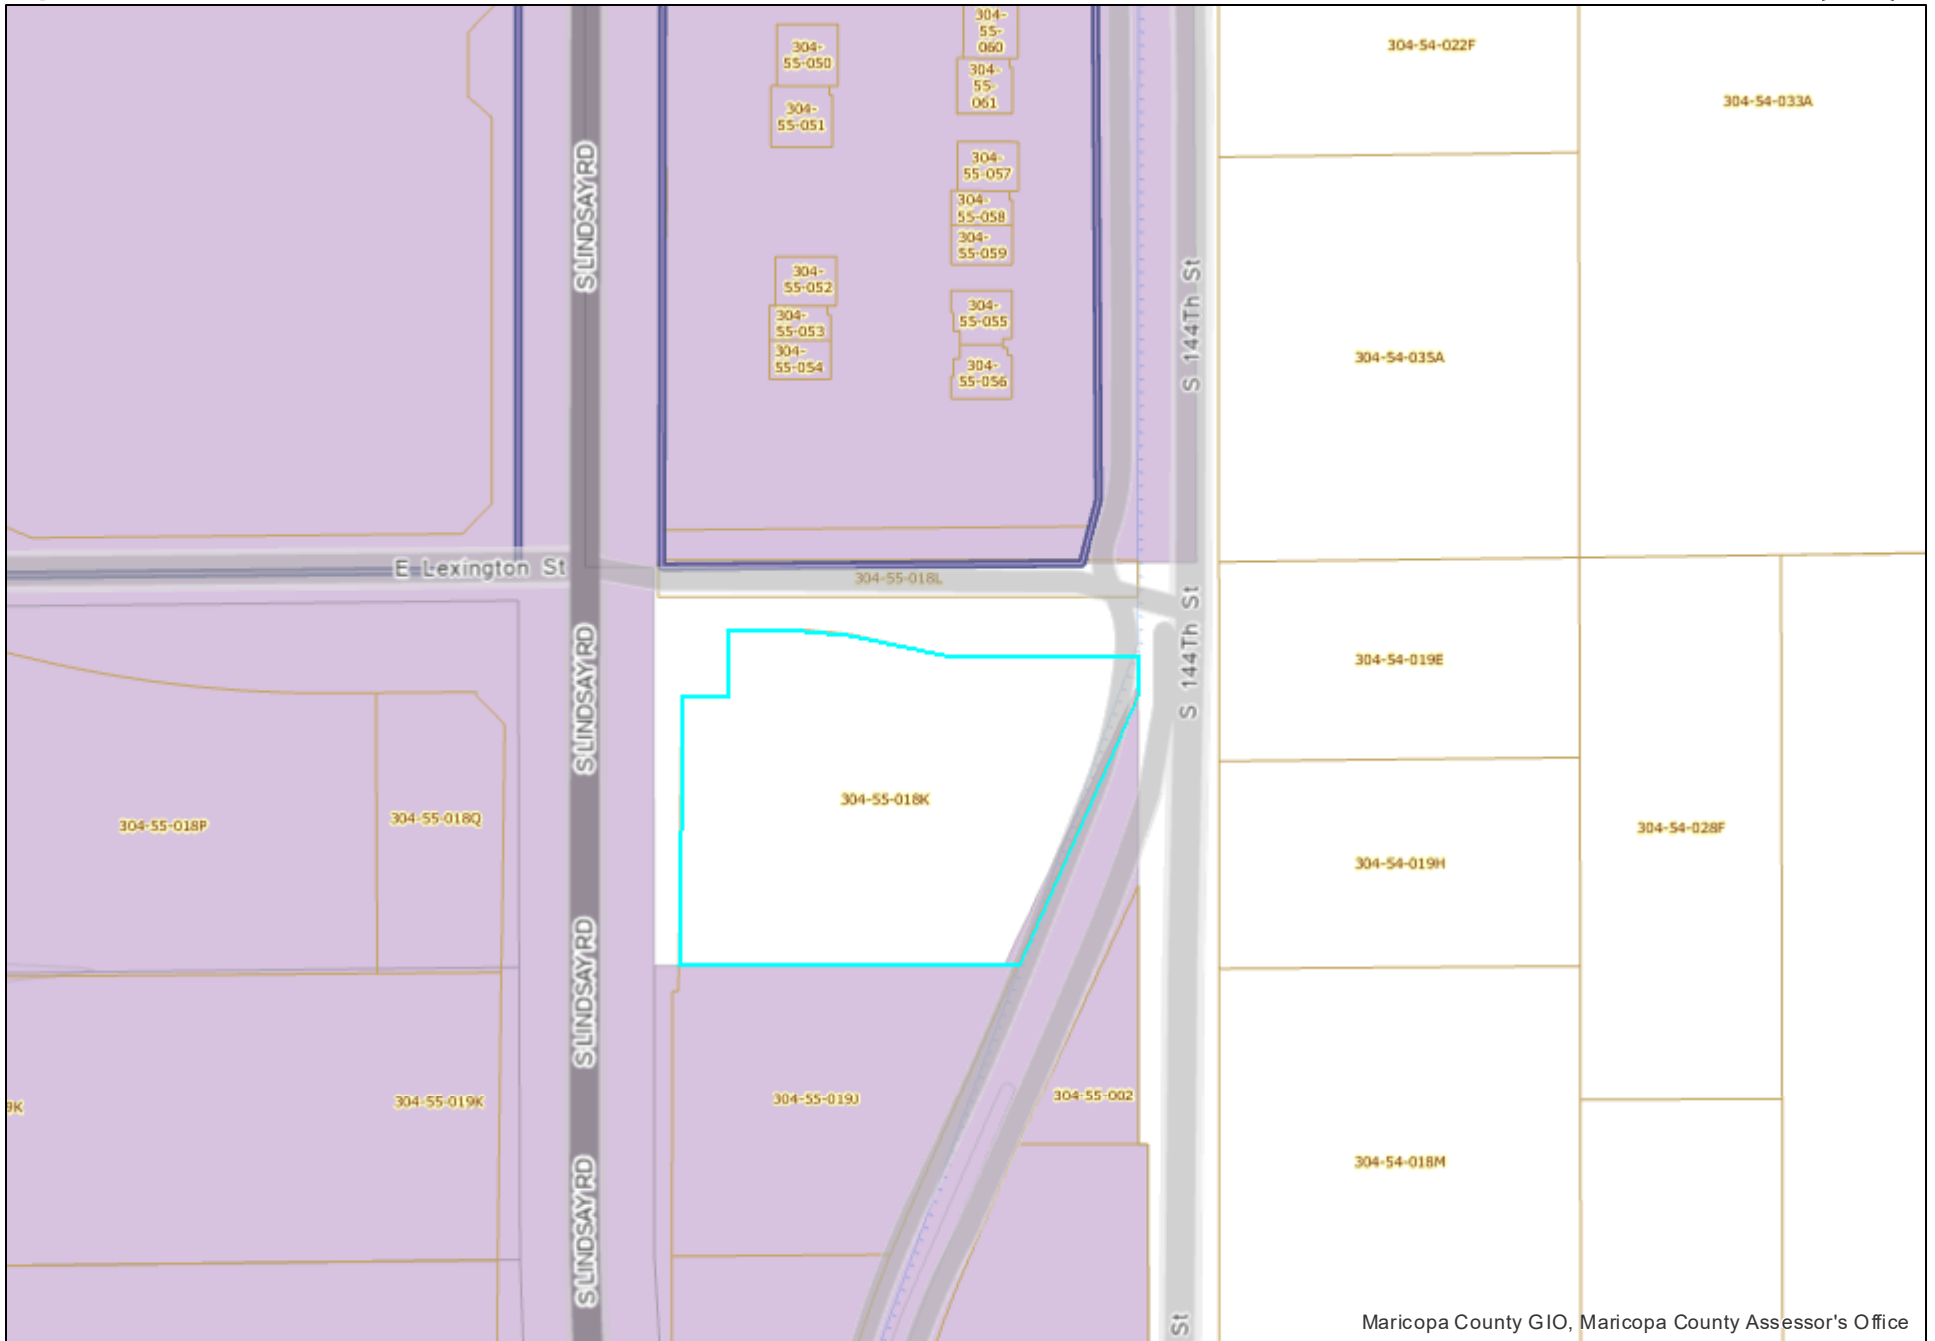 304-
55-050
304-
55-051
304-
55-
060
304-
55-
061
304-54-022F
304-54-033A
S LINDSAY RD
304-
55-057
304-
55-058
304-
55-059
304-
55-052
304-
55-053
304-
55-054
304-
55-055
304-
55-056
S 144Th St
304-54-035A
E Lexington St
304-55-018L
S LINDSAY RD
S 144Th St
304-54-019E
304-55-018P
304-55-018Q
304-55-018K
304-54-028F
304-54-019H
S LINDSAY RD
9K
304-55-019K
304-55-019J
304-55-002
304-54-018M
S LINDSAY RD
St
Maricopa County GIO, Maricopa County Assessor's Office